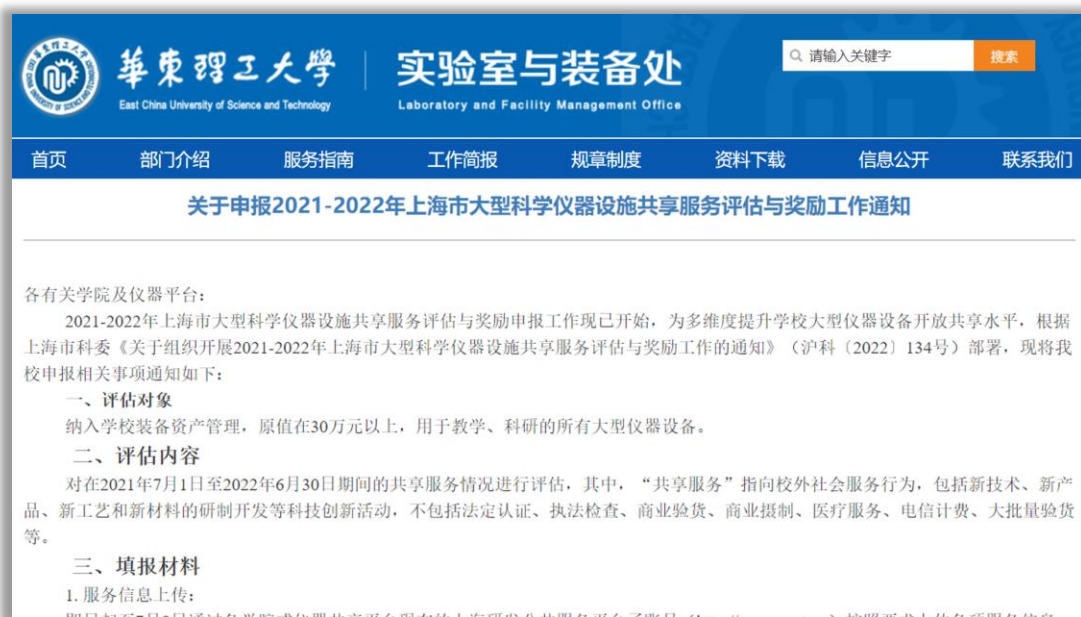 華東理工大學
East China University of Science and Technology
实验室与装备处
Laboratory and Facility Management Office
请输入关键字
搜索
首页 部门介绍 服务指南 工作简报 规章制度 资料下载 信息公开 联系我们
关于申报2021-2022年上海市大型科学仪器设施共享服务评估与奖励工作通知
各有关学院及仪器平台：
2021-2022年上海市大型科学仪器设施共享服务评估与奖励申报工作现已开始，为多维度提升学校大型仪器设备开放共享水平，根据
上海市科委《关于组织开展2021-2022年上海市大型科学仪器设施共享服务评估与奖励工作的通知》（沪科〔2022〕134号）部署，现将我
校申报相关事项通知如下：
一、评估对象
纳入学校装备资产管理，原值在30万元以上，用于教学、科研的所有大型仪器设备。
二、评估内容
对在2021年7月1日至2022年6月30日期间的共享服务情况进行评估，其中，“共享服务”指向校外社会服务行为，包括新技术、新产
品、新工艺和新材料的研制开发等科技创新活动，不包括法定认证、执法检查、商业验货、商业摄制、医疗服务、电信计费、大批量验货
等。
三、填报材料
1.服务信息上传：